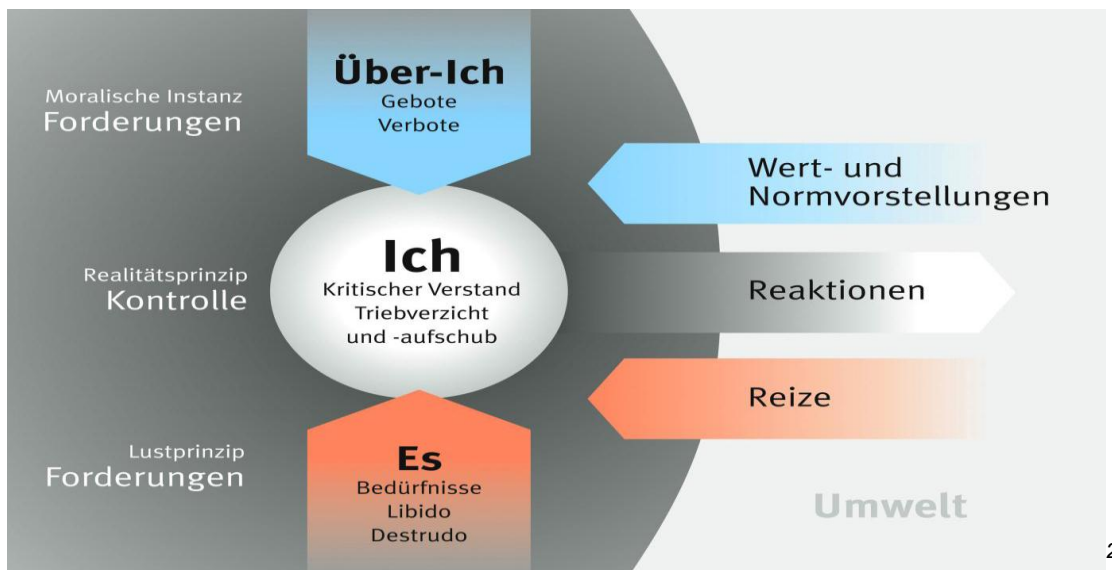 Moralische Instanz
Forderungen
Über-Ich
Gebote
Verbote
Wert- und
Normvorstellungen
Realitätsprinzip
Kontrolle
Ich
Kritischer Verstand
Triebverzicht
und -aufschub
Reaktionen
Reize
Lustprinzip
Forderungen
Es
Bedürfnisse
Libido
Destrudo
Umwelt
2